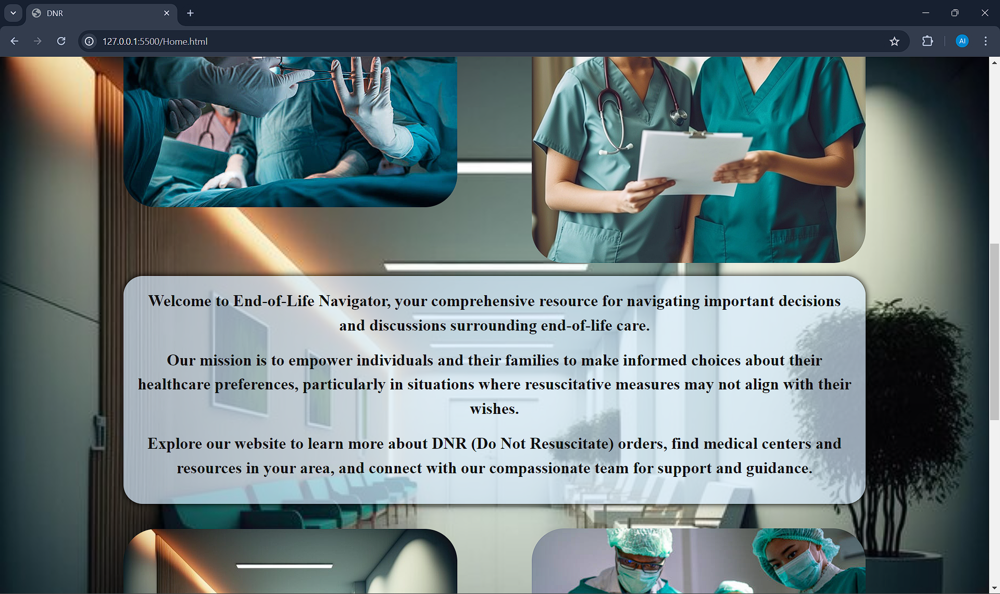 DNR
127.0.0.1:5500/Home.html
AI
Welcome to End-of-Life Navigator, your comprehensive resource for navigating important decisions
and discussions surrounding end-of-life care.
Our mission is to empower individuals and their families to make informed choices about their
healthcare preferences, particularly in situations where resuscitative measures may not align with their
wishes.
Explore our website to learn more about DNR (Do Not Resuscitate) orders, find medical centers and
resources in your area, and connect with our compassionate team for support and guidance.